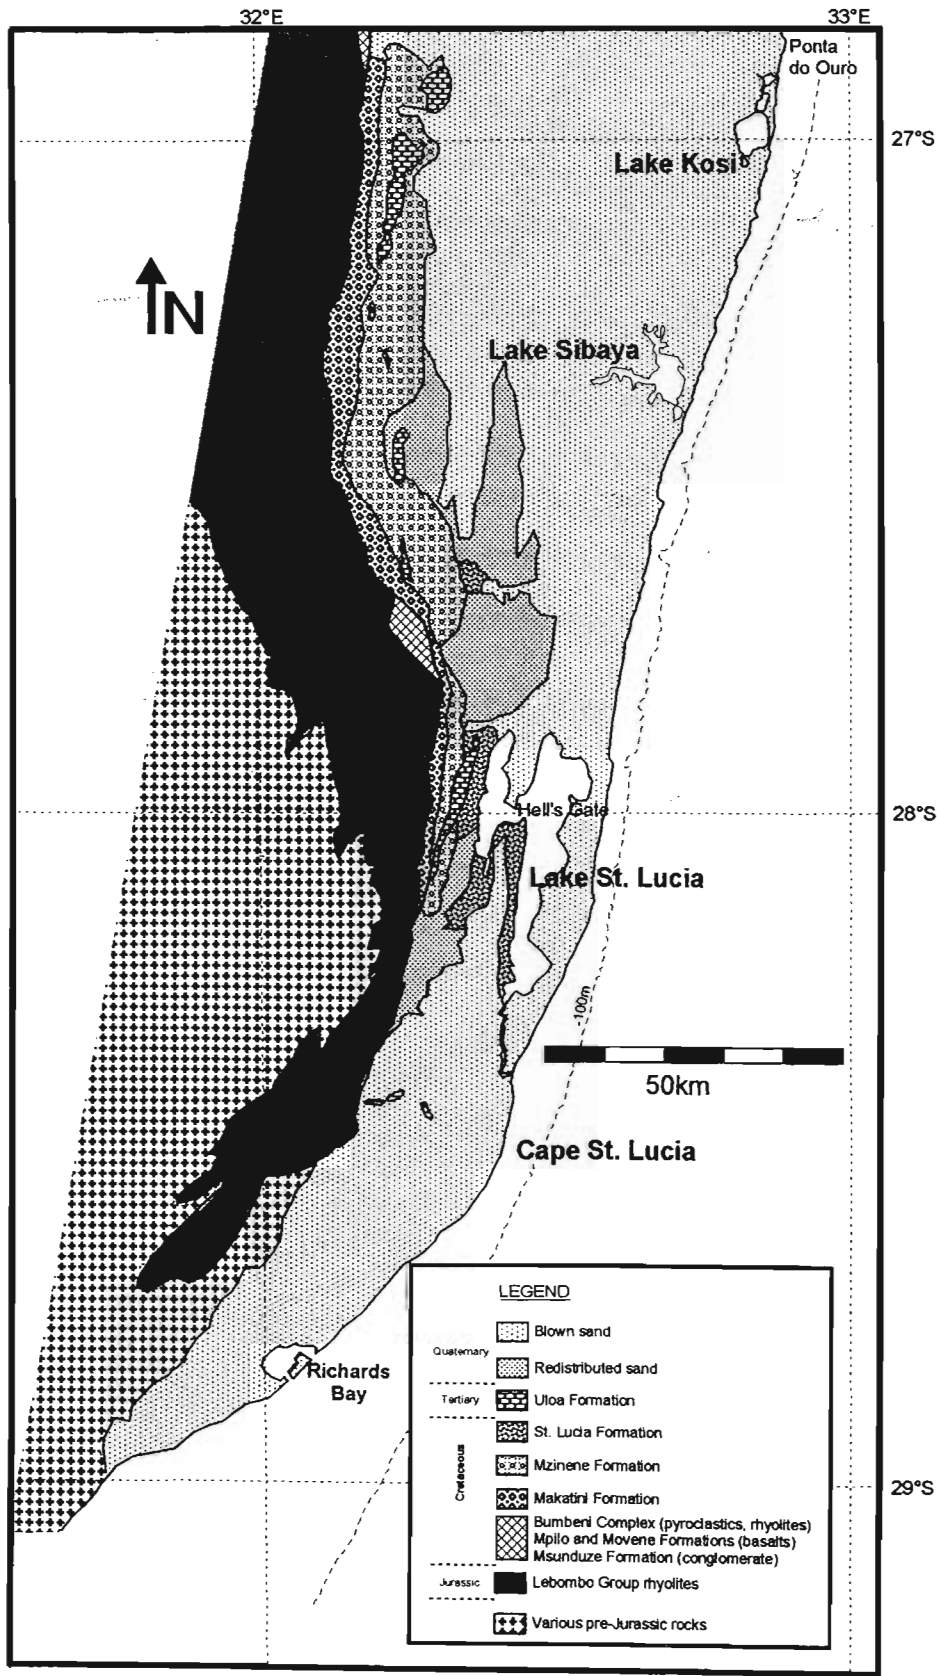 32°E
33°E
Ponta
do Ouro
27°S
Lake Kosi
N
Lake Sibaya
Hell's Gate
28°S
Lake St. Lucia
-100m
50km
Cape St. Lucia
LEGEND
Blown sand
Quaternary
Redistributed sand
Richards
Bay
Tertiary
Uloa Formation
St. Lucia Formation
Cretaceous
Mzinene Formation
29°S
Makatini Formation
Bumbeni Complex (pyroclastics, rhyolites)
Mpilo and Movene Formations (basalts)
Msunduze Formation (conglomerate)
Jurassic
Lebombo Group rhyolites
Various pre-Jurassic rocks